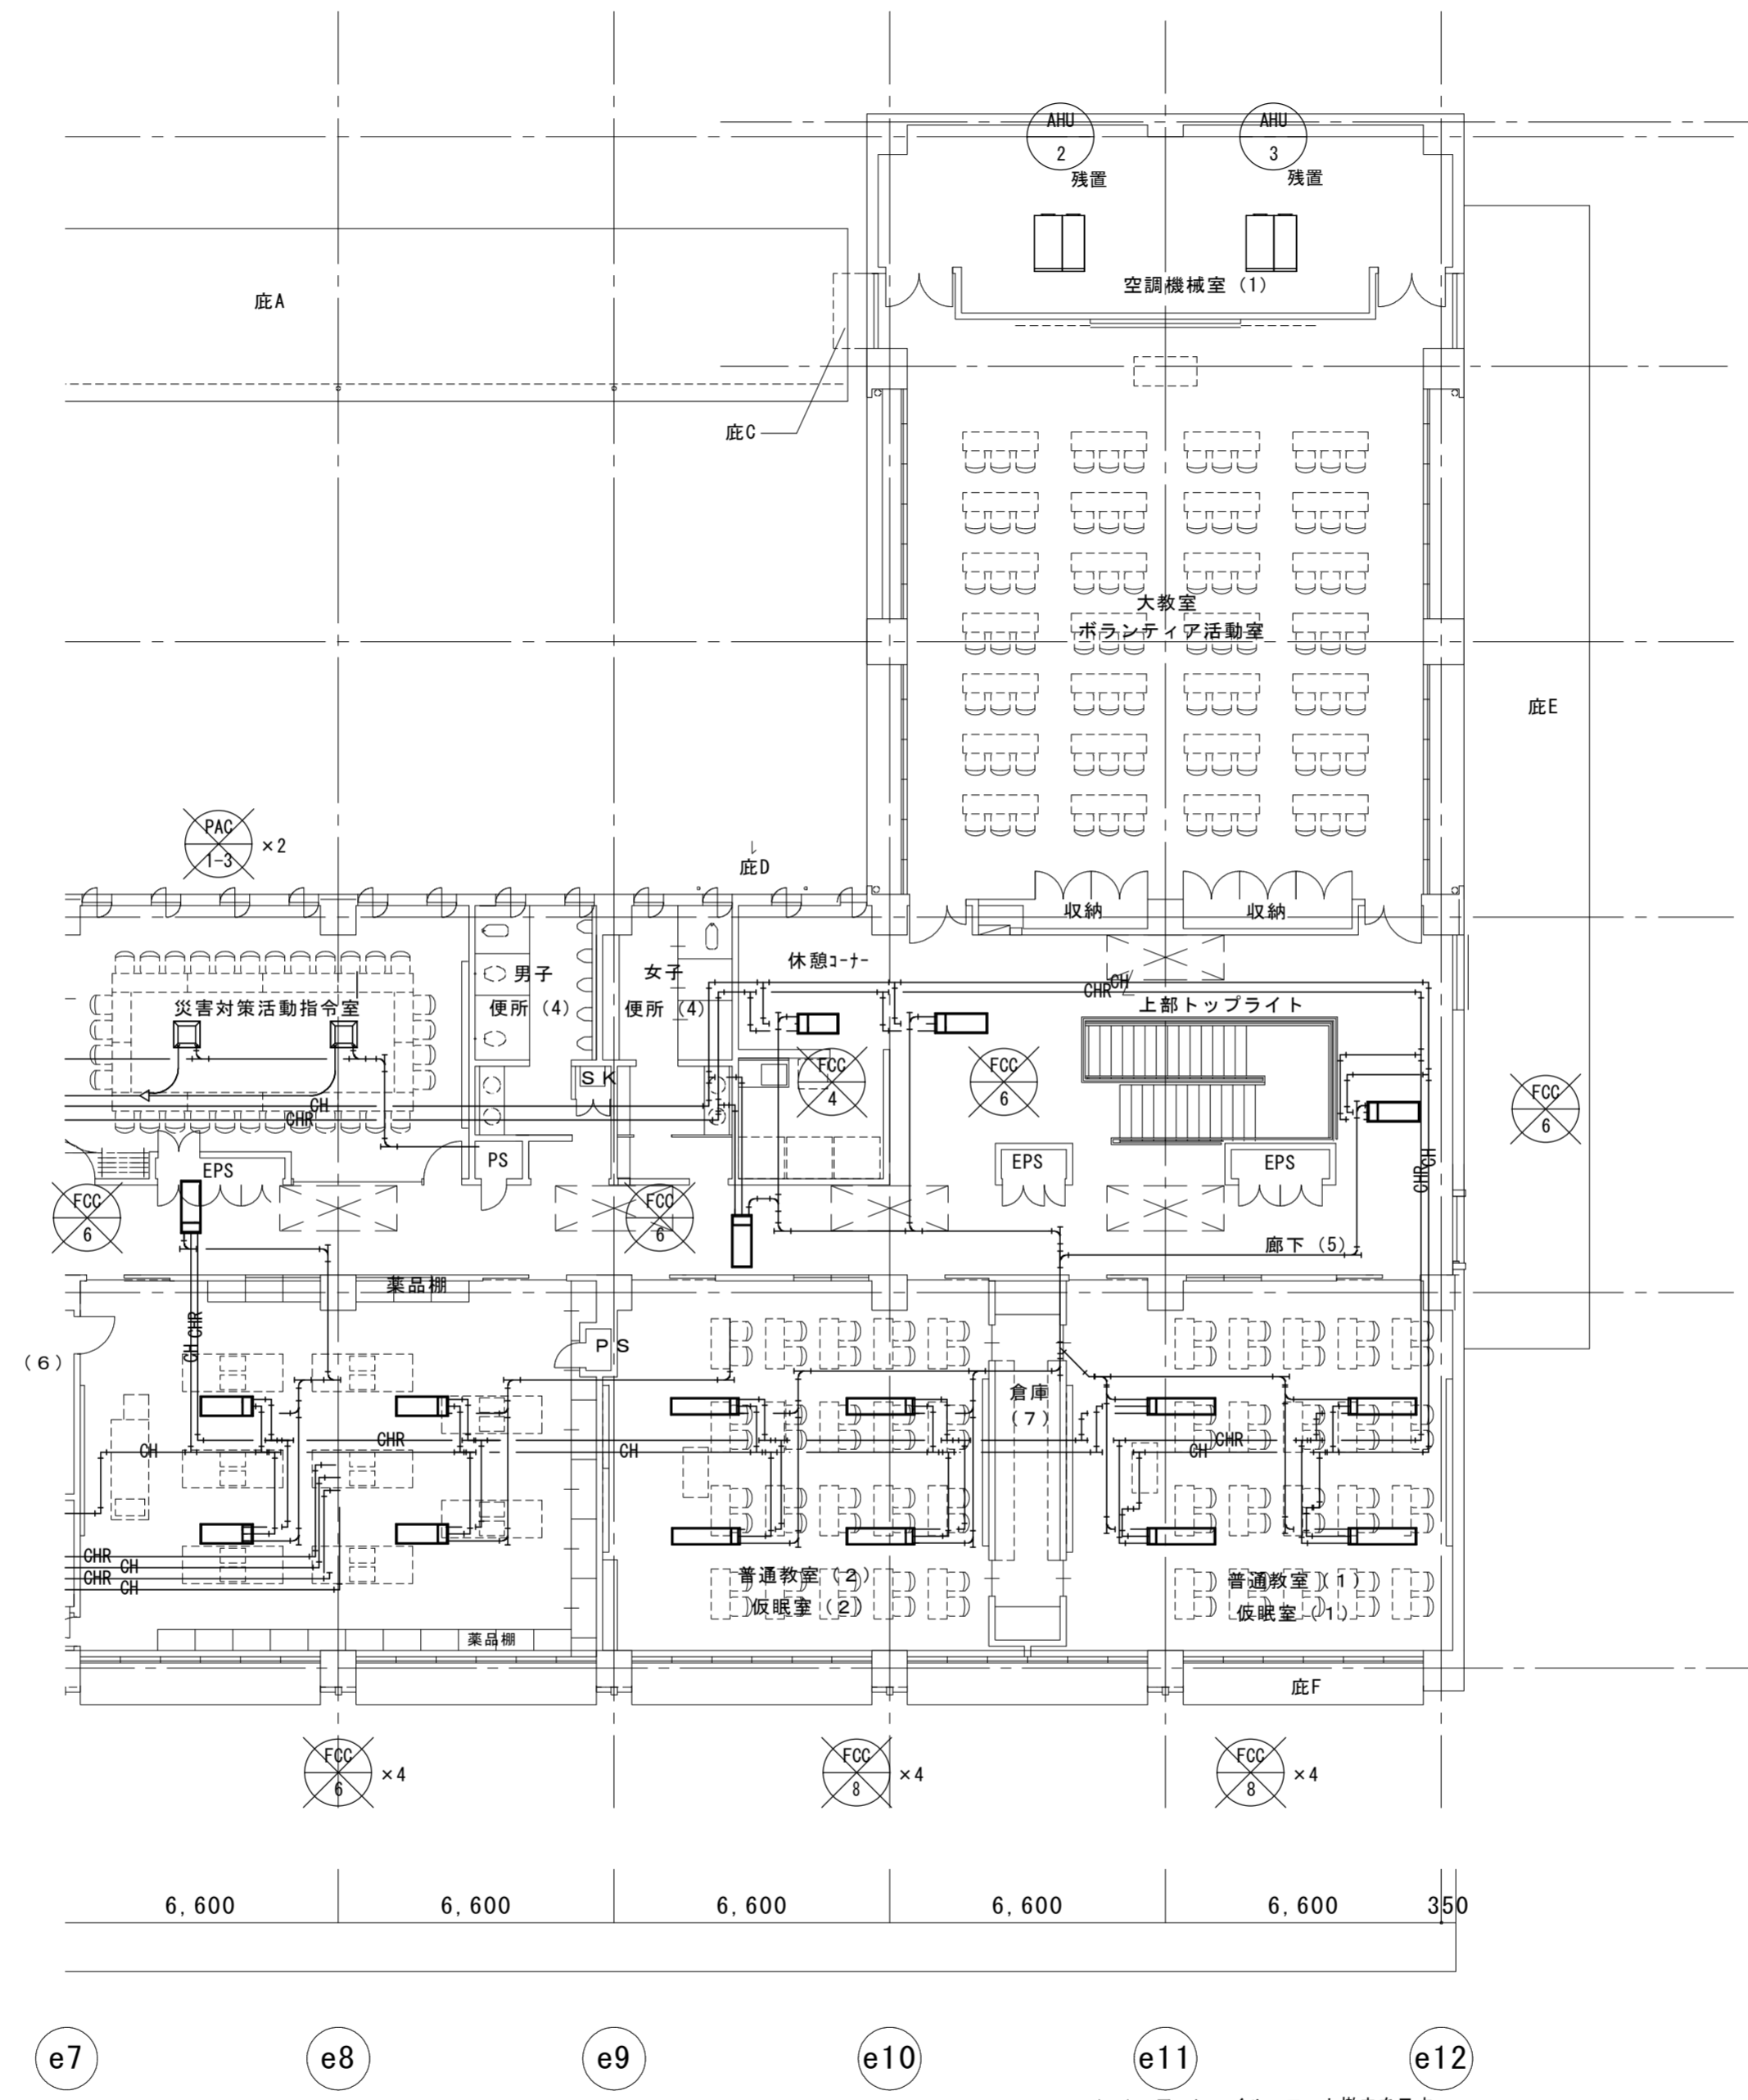 AHU
2
残置
AHU
3
残置
空調機械室（1）
庇A
庇C
大教室
ボランティア活動室
庇E
PAC
1-3
×2
庇D
収納
収納
休憩ｺｰﾅｰ
男子
便所（4）
女子
便所（4）
災害対策活動指令室
CH
CHR
上部トップライト
FCC
4
FCC
6
FCC
6
ＳＫ
CH
CHR
PS
EPS
EPS
EPS
CHR
CH
FCC
6
FCC
6
廊下（5）
薬品棚
CH
CHR
ＰＳ
（６）
倉庫
（７）
CH
CHR
CH
CH
CHR
CHR
CH
CHR
CH
普通教室（２）
仮眠室（２）
普通教室（１）
仮眠室（１）
薬品棚
庇F
FCC
6
×4
FCC
8
×4
FCC
8
×4
6,600
6,600
6,600
6,600
6,600
350
e7
e8
e9
e10
e11
e12